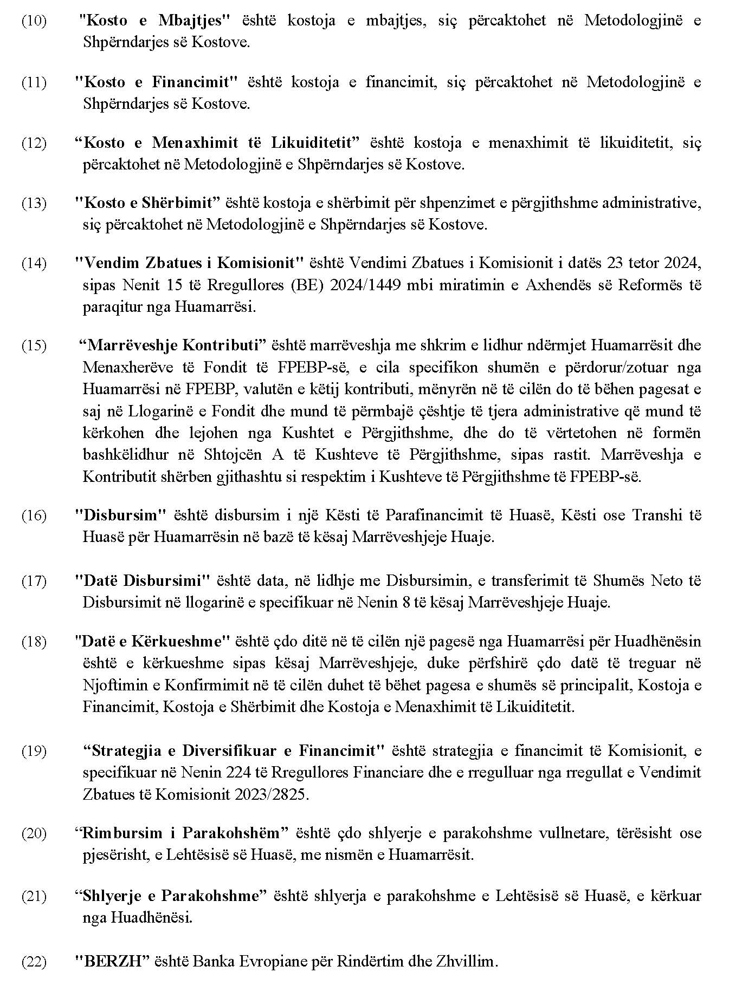 (10) "Kosto e Mbajtjes" është kostoja e mbajtjes, siç përcaktohet në Metodologjinë e
Shpërndarjes së Kostove.
(11) "Kosto e Financimit" është kostoja e financimit, siç përcaktohet në Metodologjinë e
Shpërndarjes së Kostove.
(12) “Kosto e Menaxhimit të Likuiditetit” është kostoja e menaxhimit të likuiditetit, siç
përcaktohet në Metodologjinë e Shpërndarjes së Kostove.
(13) "Kosto e Shërbimit” është kostoja e shërbimit për shpenzimet e përgjithshme administrative,
siç përcaktohet në Metodologjinë e Shpërndarjes së Kostove.
(14) "Vendim Zbatues i Komisionit" është Vendimi Zbatues i Komisionit i datës 23 tetor 2024,
sipas Nenit 15 të Rregullores (BE) 2024/1449 mbi miratimin e Axhendës së Reformës të
paraqitur nga Huamarrësi.
(15) “Marrëveshje Kontributi” është marrëveshja me shkrim e lidhur ndërmjet Huamarrësit dhe
Menaxherëve të Fondit të FPEBP-së, e cila specifikon shumën e përdorur/zotuar nga
Huamarrësi në FPEBP, valutën e këtij kontributi, mënyrën në të cilën do të bëhen pagesat e
saj në Llogarinë e Fondit dhe mund të përmbajë çështje të tjera administrative që mund të
kërkohen dhe lejohen nga Kushtet e Përgjithshme, dhe do të vërtetohen në formën
bashkëlidhur në Shtojcën A të Kushteve të Përgjithshme, sipas rastit. Marrëveshja e
Kontributit shërben gjithashtu si respektim i Kushteve të Përgjithshme të FPEBP-së.
(16) "Disbursim" është disbursim i një Kësti të Parafinancimit të Huasë, Kësti ose Transhi të
Huasë për Huamarrësin në bazë të kësaj Marrëveshjeje Huaje.
(17) "Datë Disbursimi" është data, në lidhje me Disbursimin, e transferimit të Shumës Neto të
Disbursimit në llogarinë e specifikuar në Nenin 8 të kësaj Marrëveshjeje Huaje.
(18) "Datë e Kërkueshme" është çdo ditë në të cilën një pagesë nga Huamarrësi për Huadhënësin
është e kërkueshme sipas kësaj Marrëveshjeje, duke përfshirë çdo datë të treguar në
Njoftimin e Konfirmimit në të cilën duhet të bëhet pagesa e shumës së principalit, Kostoja e
Financimit, Kostoja e Shërbimit dhe Kostoja e Menaxhimit të Likuiditetit.
(19) “Strategjia e Diversifikuar e Financimit" është strategjia e financimit të Komisionit, e
specifikuar në Nenin 224 të Rregullores Financiare dhe e rregulluar nga rregullat e Vendimit
Zbatues të Komisionit 2023/2825.
(20) “Rimbursim i Parakohshëm” është çdo shlyerje e parakohshme vullnetare, tërësisht ose
pjesërisht, e Lehtësisë së Huasë, me nismën e Huamarrësit.
(21) “Shlyerje e Parakohshme” është shlyerja e parakohshme e Lehtësisë së Huasë, e kërkuar
nga Huadhënësi.
(22) "BERZH” është Banka Evropiane për Rindërtim dhe Zhvillim.